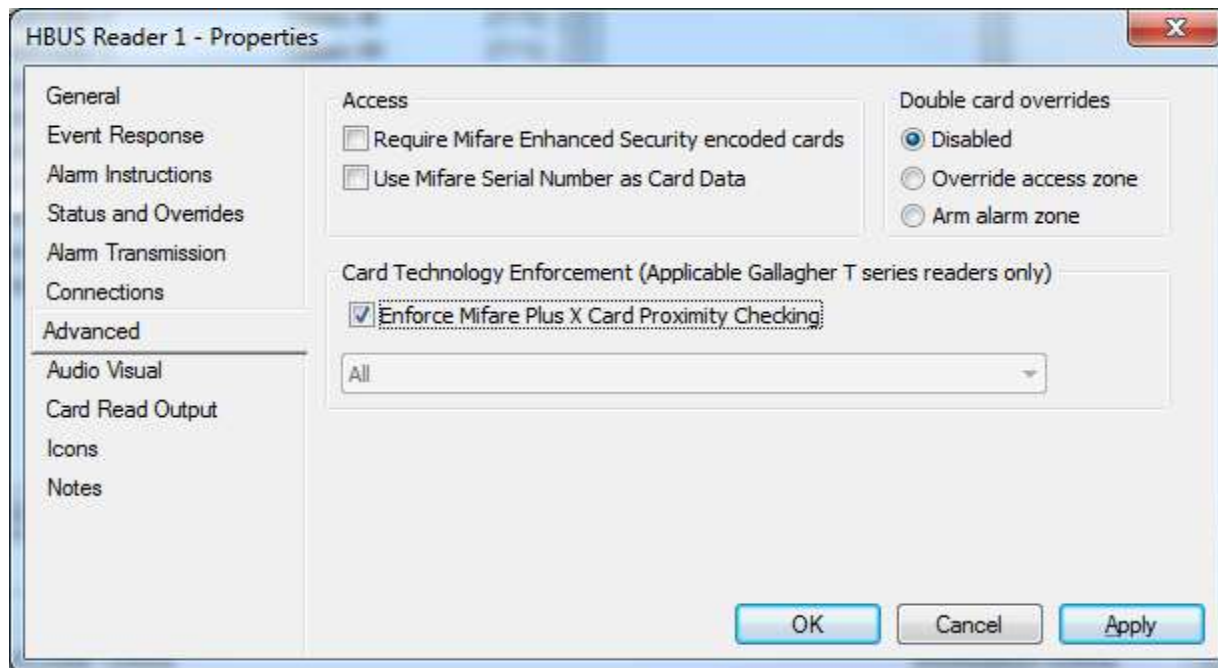 HBUS Reader 1 - Properties
General
Event Response
Alarm Instructions
Status and Overrides
Alarm Transmission
Connections
Advanced
Audio Visual
Card Read Output
Icons
Notes
Access
Require Mifare Enhanced Security encoded cards
Use Mifare Serial Number as Card Data
Double card overrides
Disabled
Override access zone
Arm alarm zone
Card Technology Enforcement (Applicable Gallagher T series readers only)
Enforce Mifare Plus X Card Proximity Checking
All
OK
Cancel
Apply